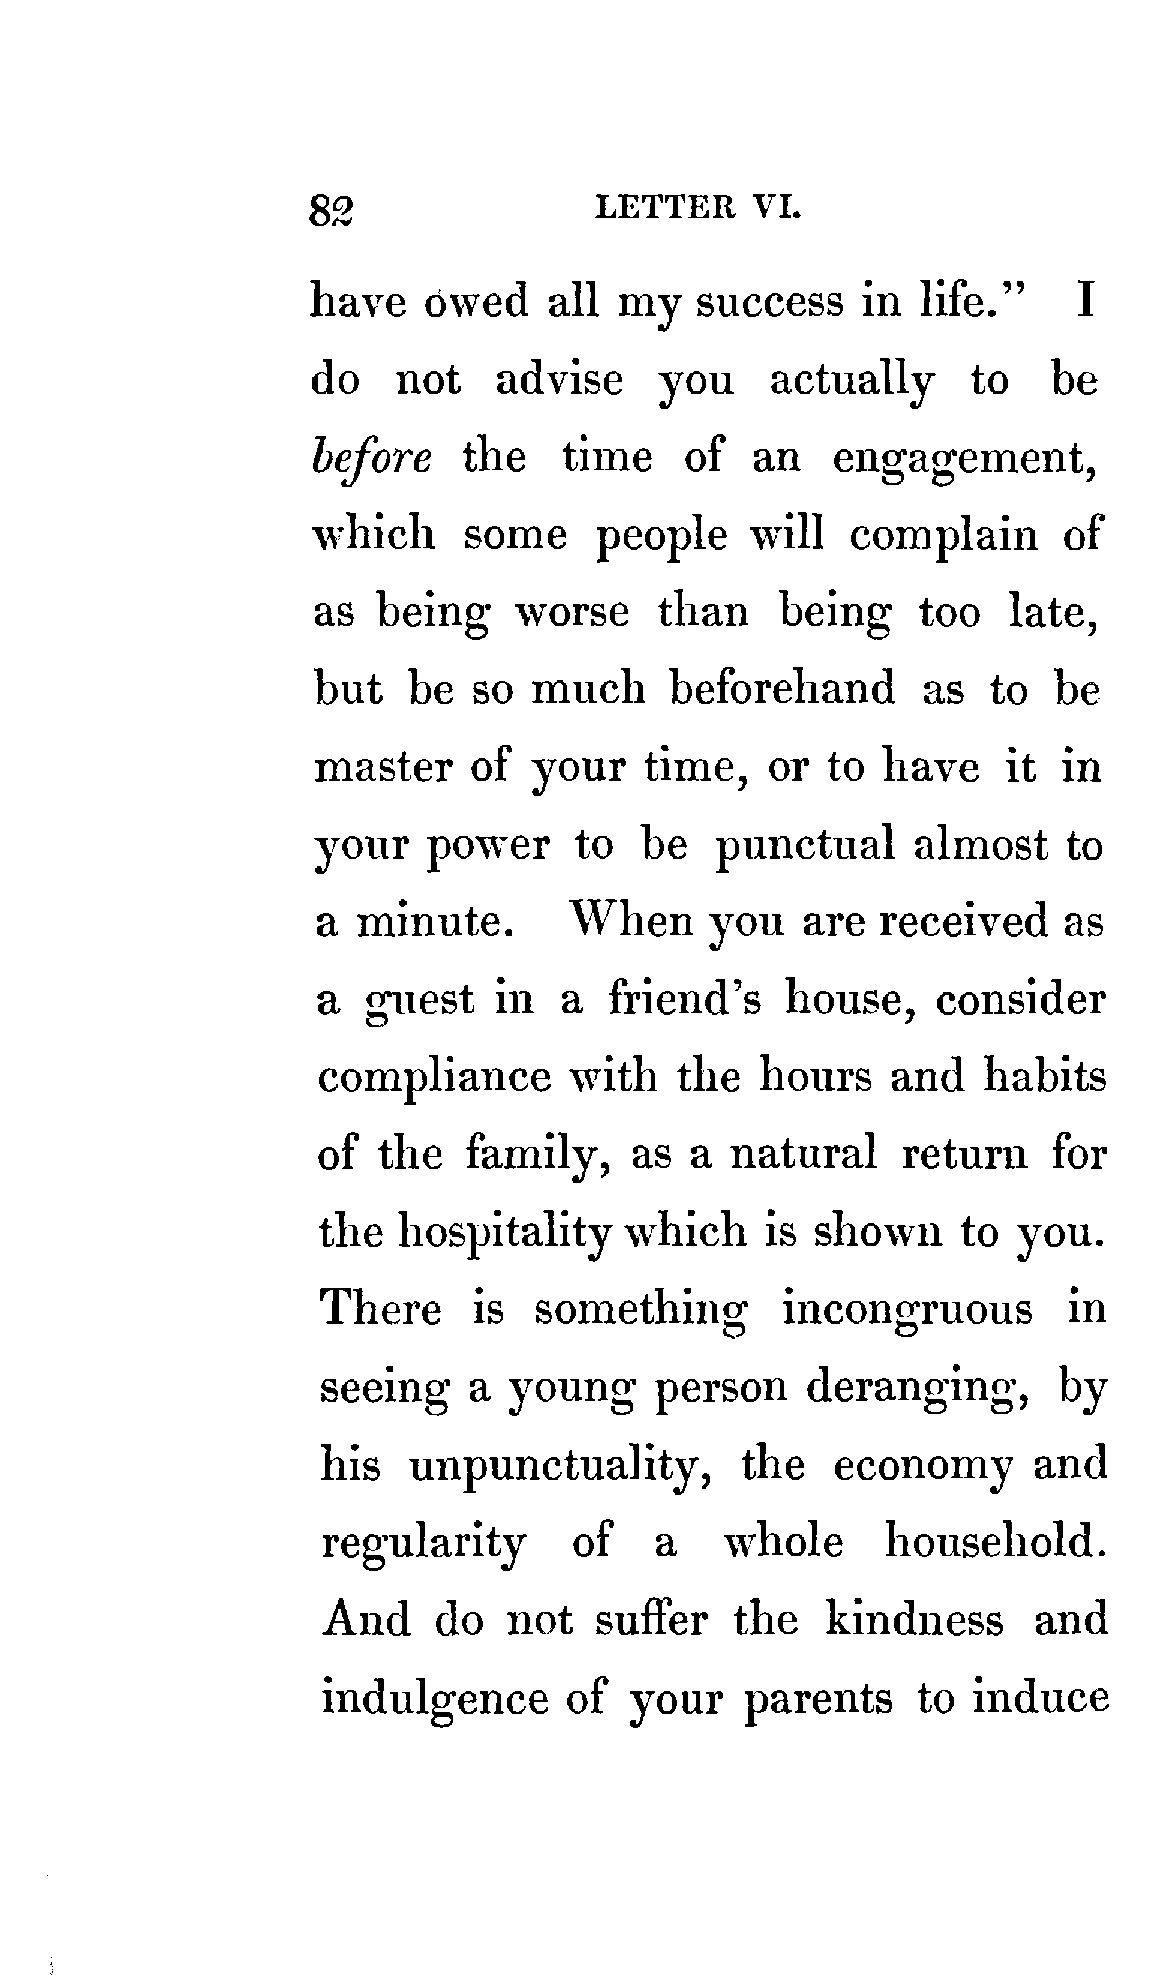 82 LETTER VI.
have owed all my success in life." I
do not advise you actually to be
before the time of an engagement,
which some people will complain of
as being worse than being too late,
but be so much beforehand as to be
master of your time, or to have it in
your power to be punctual almost to
a minute. When you are received as
a guest in a friend's house, consider
compliance with the hours and habits
of the family, as a natural return for
the hospitality which is shown to you.
There is something incongruous in
seeing a young person deranging, by
his unpunctuality, the economy and
regularity of a whole household.
And do not suffer the kindness and
indulgence of your parents to induce